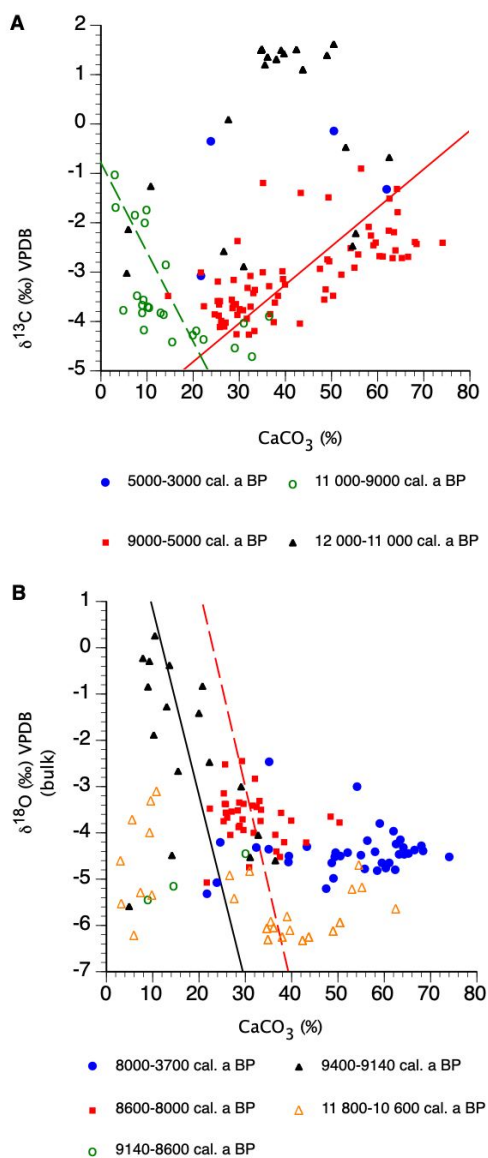 A
2
1
0
-1
-2
-3
-4
-5
δ13C (‰) VPDB
0 10 20 30 40 50 60 70 80
CaCO3 (%)
5000-3000 cal. a BP 11 000-9000 cal. a BP
9000-5000 cal. a BP 12 000-11 000 cal. a BP
B
1
0
-1
-2
-3
-4
-5
-6
-7
δ18O (‰) VPDB
(bulk)
0 10 20 30 40 50 60 70 80
CaCO3 (%)
8000-3700 cal. a BP 9400-9140 cal. a BP
8600-8000 cal. a BP 11 800-10 600 cal. a BP
9140-8600 cal. a BP